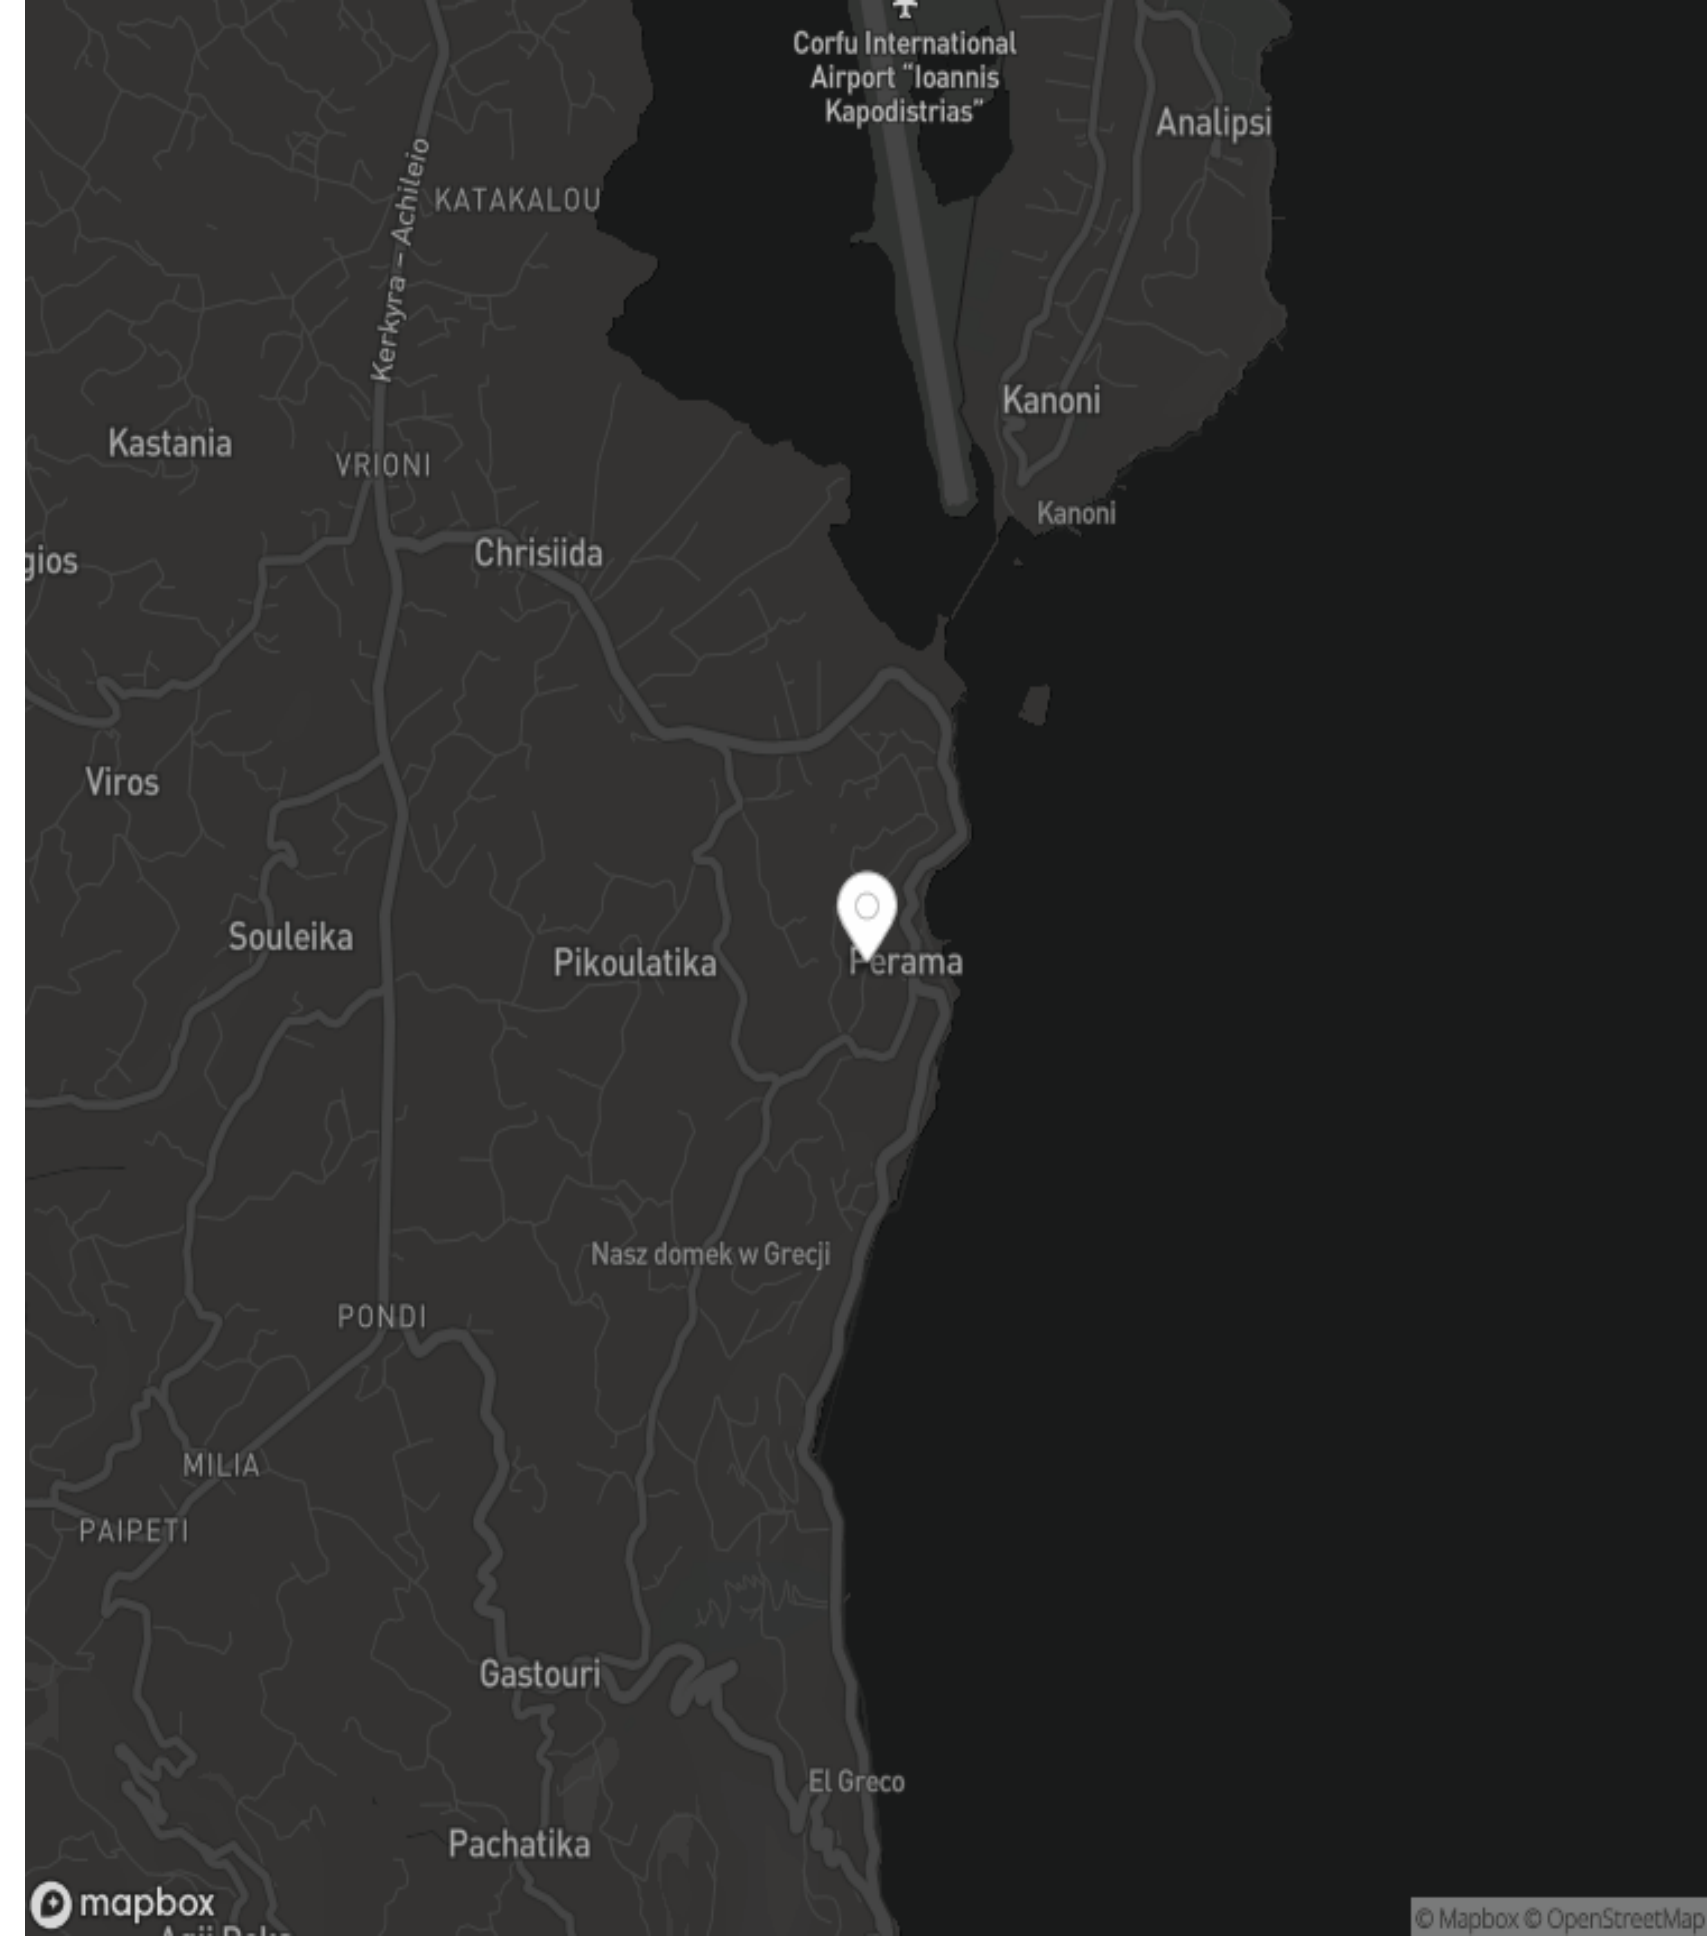 Corfu International
Airport “Ioannis
Kapodistrias”
Analipsi
Kerkyra – Achileio
KATAKALOU
Kanoni
Kastania
VRIONI
Kanoni
Chrisiida
gios
Viros
Souleika
Pikoulatika
Perama
Nasz domek w Grecji
PONDI
MILIA
PAIPETI
Gastouri
El Greco
Pachatika
mapbox
© Mapbox © OpenStreetMap